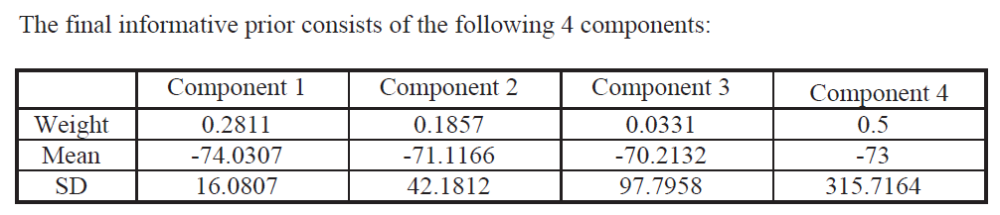 The final informative prior consists of the following 4 components:
Component 1 Component 2 Component 3 Component 4
Weight 0.2811 0.1857 0.0331 0.5
Mean -74.0307 -71.1166 -70.2132 -73
SD 16.0807 42.1812 97.7958 315.7164